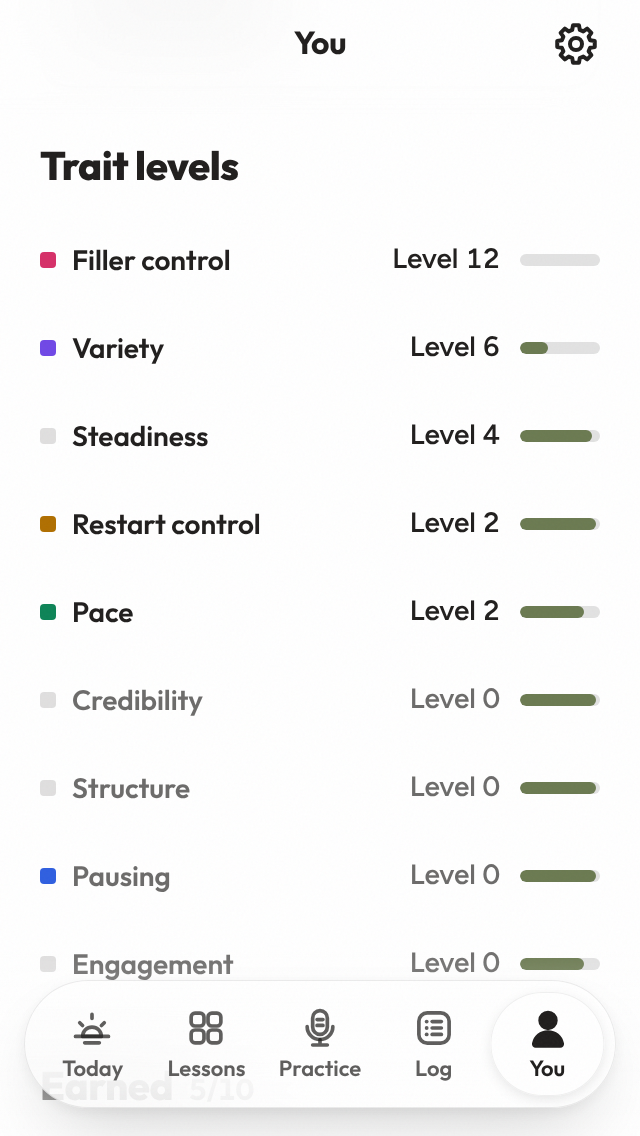 You
Trait levels
Filler control Level 12
Variety Level 6
Steadiness Level 4
Restart control Level 2
Pace Level 2
Credibility Level 0
Structure Level 0
Pausing Level 0
Engagement Level 0
Earned 5/10
Today Lessons Practice Log You